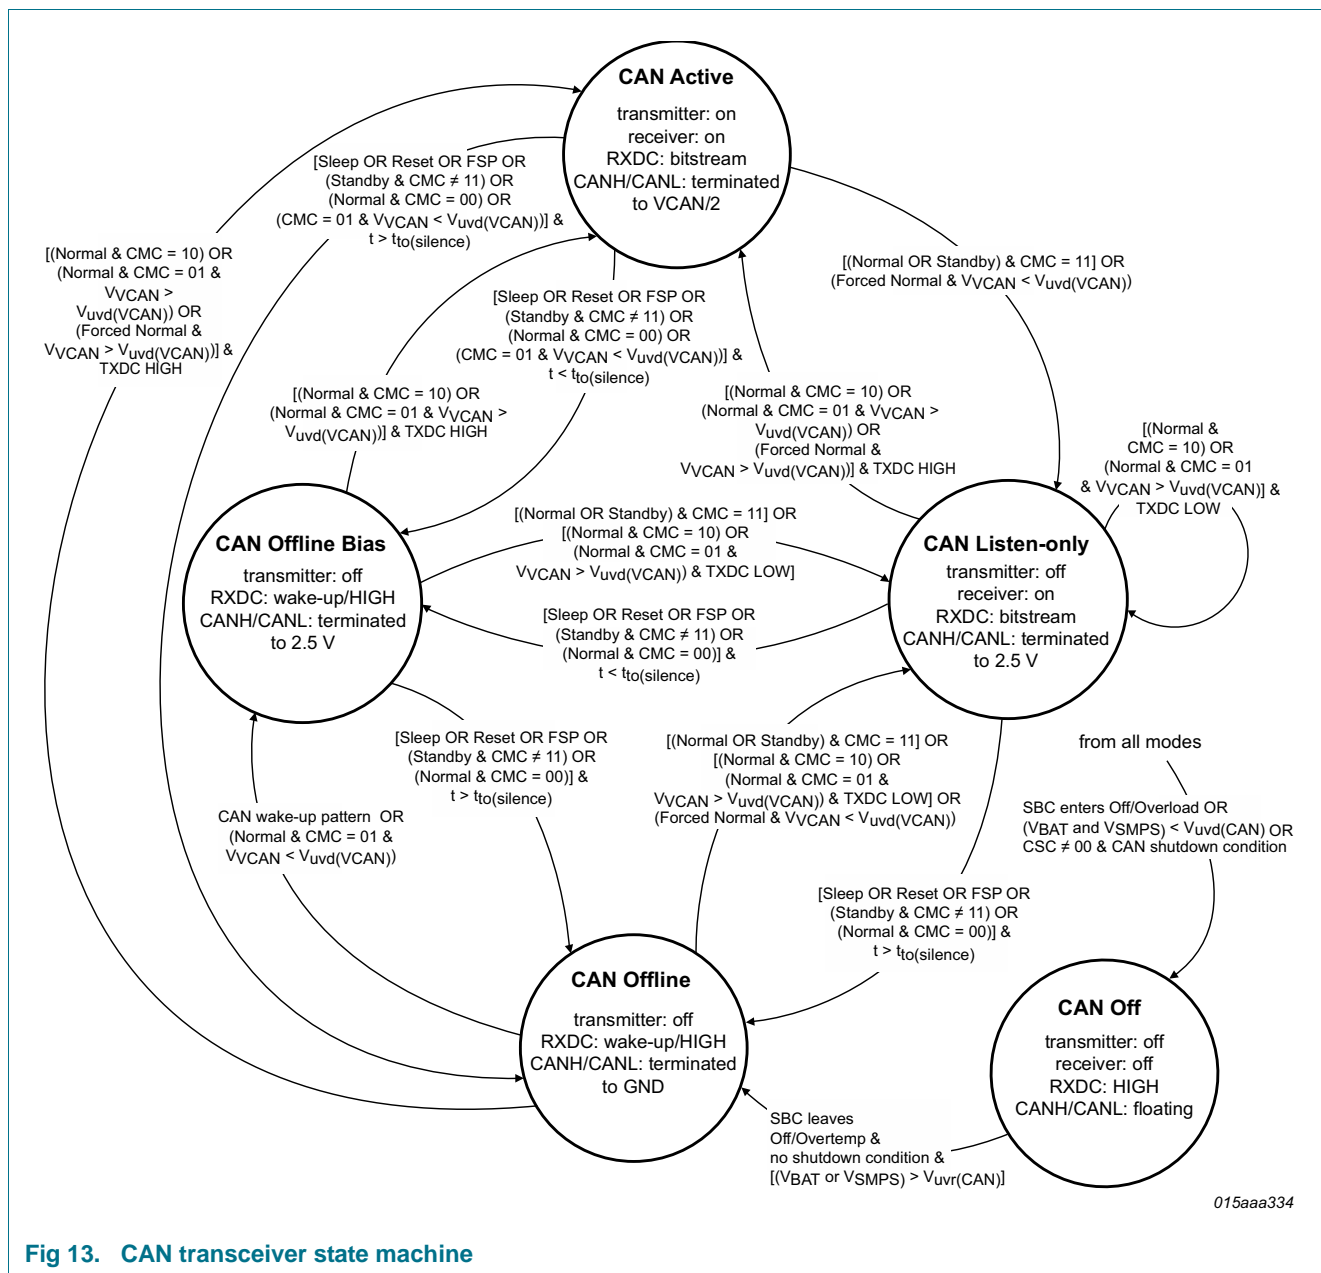 CAN Active
transmitter: on
receiver: on
RXDC: bitstream
CANH/CANL: terminated
to VCAN/2
[Sleep OR Reset OR FSP OR
(Standby & CMC ≠ 11) OR
(Normal & CMC = 00) OR
(CMC = 01 & VVCAN < Vuvd(VCAN))] &
t > tto(silence)
[(Normal & CMC = 10) OR
(Normal & CMC = 01 &
VVCAN >
Vuvd(VCAN)) OR
(Forced Normal &
VVCAN > Vuvd(VCAN))] &
TXDC HIGH
[(Normal OR Standby) & CMC = 11] OR
(Forced Normal & VVCAN < Vuvd(VCAN))
[Sleep OR Reset OR FSP OR
(Standby & CMC ≠ 11) OR
(Normal & CMC = 00) OR
(CMC = 01 & VVCAN < Vuvd(VCAN))] &
t < tto(silence)
[(Normal & CMC = 10) OR
(Normal & CMC = 01 & VVCAN >
Vuvd(VCAN))] & TXDC HIGH
[(Normal & CMC = 10) OR
(Normal & CMC = 01 & VVCAN >
Vuvd(VCAN)) OR
(Forced Normal &
VVCAN > Vuvd(VCAN))] & TXDC HIGH
[(Normal &
CMC = 10) OR
(Normal & CMC = 01
& VVCAN > Vuvd(VCAN)] &
TXDC LOW
CAN Offline Bias
transmitter: off
RXDC: wake-up/HIGH
CANH/CANL: terminated
to 2.5 V
[(Normal OR Standby) & CMC = 11] OR
[(Normal & CMC = 10) OR
(Normal & CMC = 01 &
VVCAN > Vuvd(VCAN)) & TXDC LOW]
CAN Listen-only
transmitter: off
receiver: on
RXDC: bitstream
CANH/CANL: terminated
to 2.5 V
[Sleep OR Reset OR FSP OR
(Standby & CMC ≠ 11) OR
(Normal & CMC = 00)] &
t < tto(silence)
[Sleep OR Reset OR FSP OR
(Standby & CMC ≠ 11) OR
(Normal & CMC = 00)] &
t > tto(silence)
[(Normal OR Standby) & CMC = 11] OR
[(Normal & CMC = 10) OR
(Normal & CMC = 01 &
VVCAN > Vuvd(VCAN)) & TXDC LOW] OR
(Forced Normal & VVCAN < Vuvd(VCAN))
from all modes
CAN wake-up pattern OR
(Normal & CMC = 01 &
VVCAN < Vuvd(VCAN))
SBC enters Off/Overload OR
(VBAT and VSMPS) < Vuvd(CAN) OR
CSC ≠ 00 & CAN shutdown condition
[Sleep OR Reset OR FSP OR
(Standby & CMC ≠ 11) OR
(Normal & CMC = 00)] &
t > tto(silence)
CAN Offline
transmitter: off
RXDC: wake-up/HIGH
CANH/CANL: terminated
to GND
CAN Off
transmitter: off
receiver: off
RXDC: HIGH
CANH/CANL: floating
SBC leaves
Off/Overtemp &
no shutdown condition &
[(VBAT or VSMPS) > Vuvr(CAN)]
015aaa334
Fig 13. CAN transceiver state machine